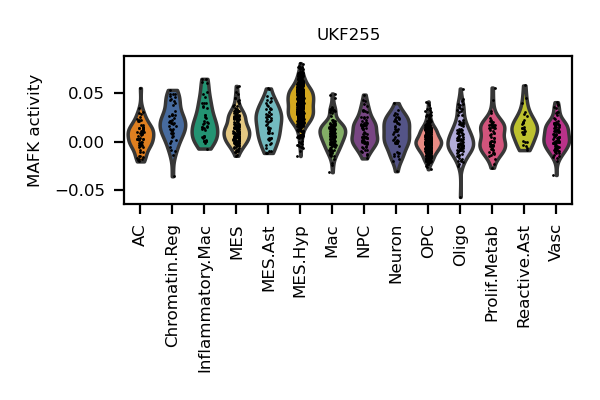 UKF255
MAFK activity
0.05
0.00
−0.05
AC
Chromatin.Reg
Inflammatory.Mac
MES
MES.Ast
MES.Hyp
Mac
NPC
Neuron
OPC
Oligo
Prolif.Metab
Reactive.Ast
Vasc